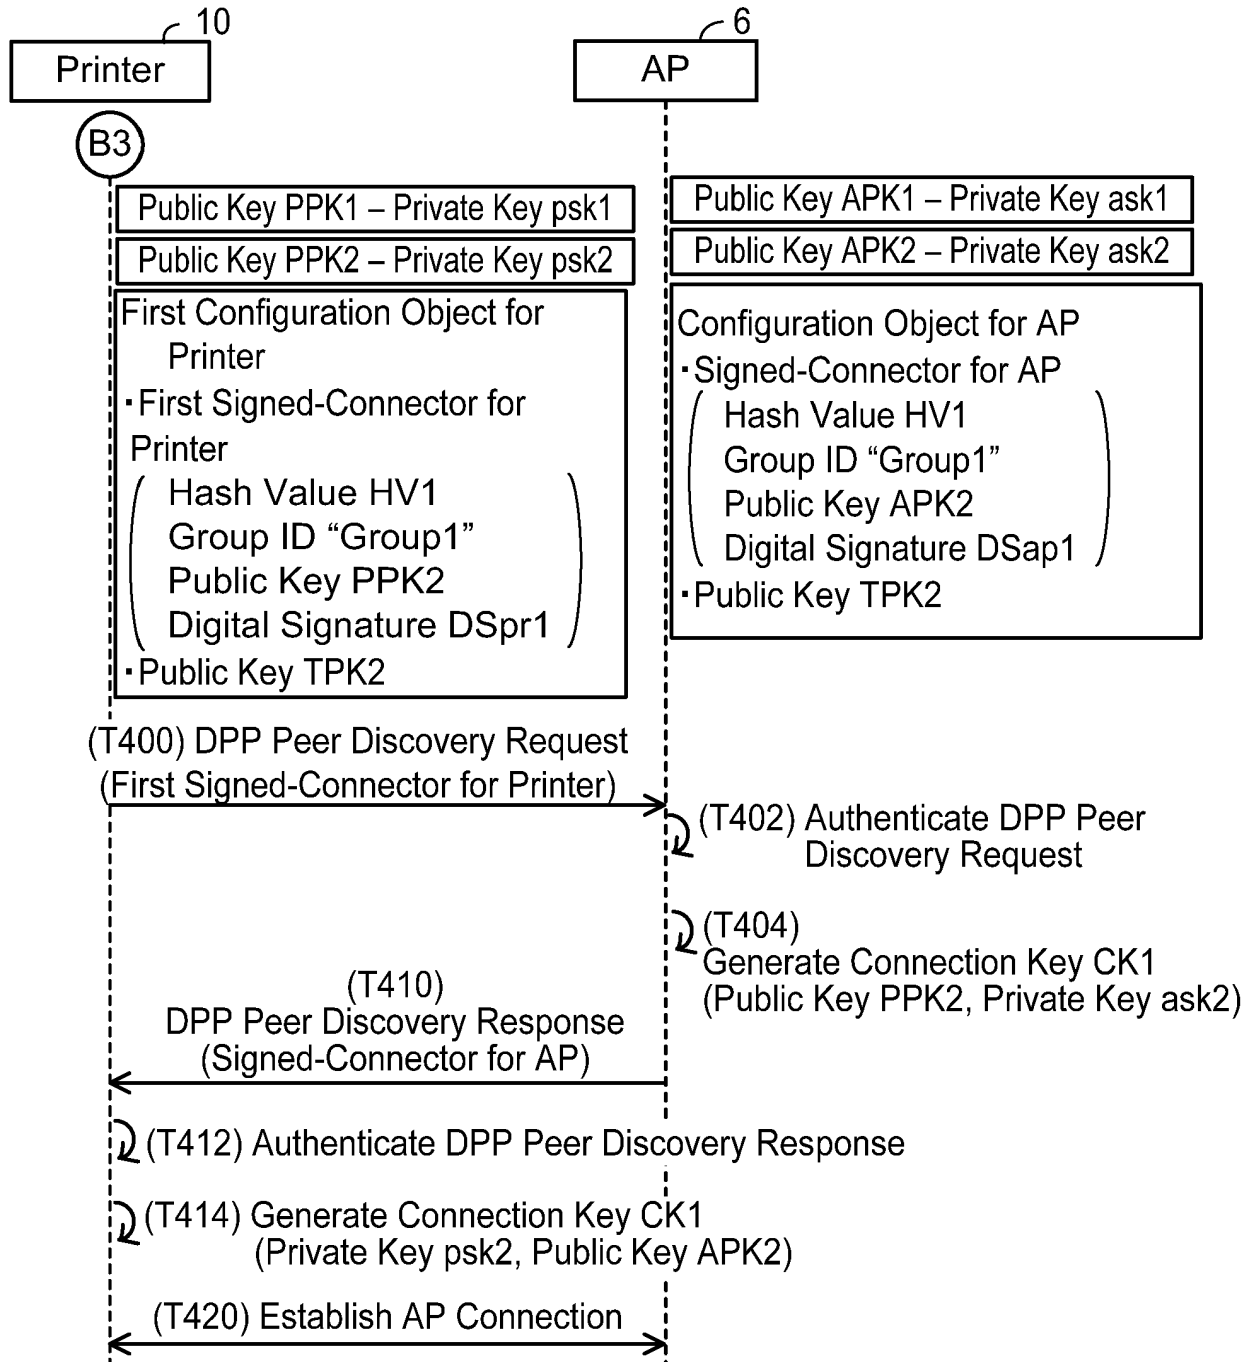 10
6
Printer
AP
B3
Public Key PPK1 – Private Key psk1
Public Key PPK2 – Private Key psk2
First Configuration Object for
Printer
・First Signed-Connector for
Printer
Hash Value HV1
Group ID “Group1”
Public Key PPK2
Digital Signature DSpr1
・Public Key TPK2
Public Key APK1 – Private Key ask1
Public Key APK2 – Private Key ask2
Configuration Object for AP
・Signed-Connector for AP
Hash Value HV1
Group ID “Group1”
Public Key APK2
Digital Signature DSap1
・Public Key TPK2
(T400) DPP Peer Discovery Request
(First Signed-Connector for Printer)
(T402) Authenticate DPP Peer
Discovery Request
(T404)
Generate Connection Key CK1
(Public Key PPK2, Private Key ask2)
(T410)
DPP Peer Discovery Response
(Signed-Connector for AP)
(T412) Authenticate DPP Peer Discovery Response
(T414) Generate Connection Key CK1
(Private Key psk2, Public Key APK2)
(T420) Establish AP Connection